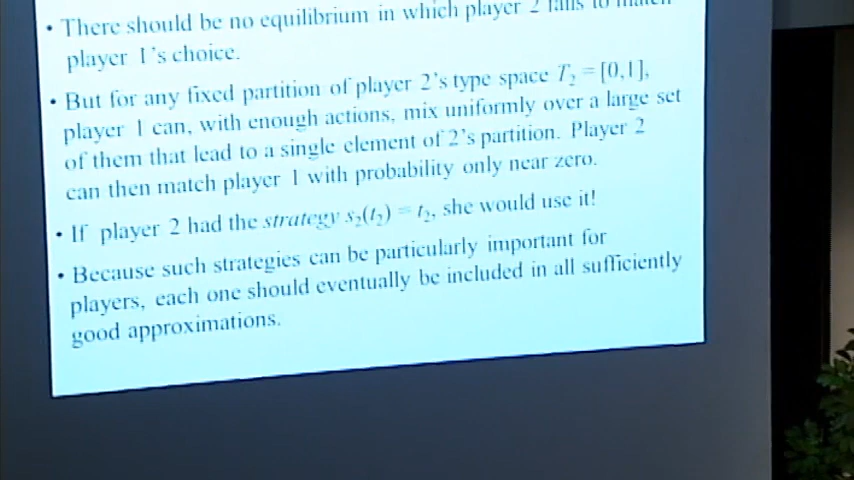 • There should be no equilibrium in which player 2 fails to match
player 1's choice.
• But for any fixed partition of player 2's type space T₂ = [0,1],
player 1 can, with enough actions, mix uniformly over a large set
of them that lead to a single element of 2's partition. Player 2
can then match player 1 with probability only near zero.
• If player 2 had the strategy s₂(t₂) = t₂, she would use it!
• Because such strategies can be particularly important for
players, each one should eventually be included in all sufficiently
good approximations.